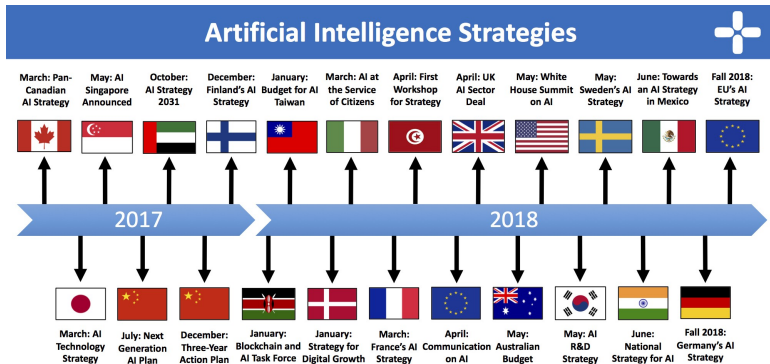 Artificial Intelligence Strategies
March: Pan-
Canadian
AI Strategy
May: AI
Singapore
Announced
October:
AI Strategy
2031
December:
Finland's AI
Strategy
January:
Budget for AI
Taiwan
March: AI at
the Service
of Citizens
April: First
Workshop
for Strategy
April: UK
AI Sector
Deal
May: White
House Summit
on AI
May:
Sweden's AI
Strategy
June: Towards
an AI Strategy
in Mexico
Fall 2018:
EU's AI
Strategy
2017
2018
March: AI
Technology
Strategy
July: Next
Generation
AI Plan
December:
Three-Year
Action Plan
January:
Blockchain and
AI Task Force
January:
Strategy for
Digital Growth
March:
France's AI
Strategy
April:
Communication
on AI
May:
Australian
Budget
May: AI
R&D
Strategy
June:
National
Strategy for AI
Fall 2018:
Germany's AI
Strategy